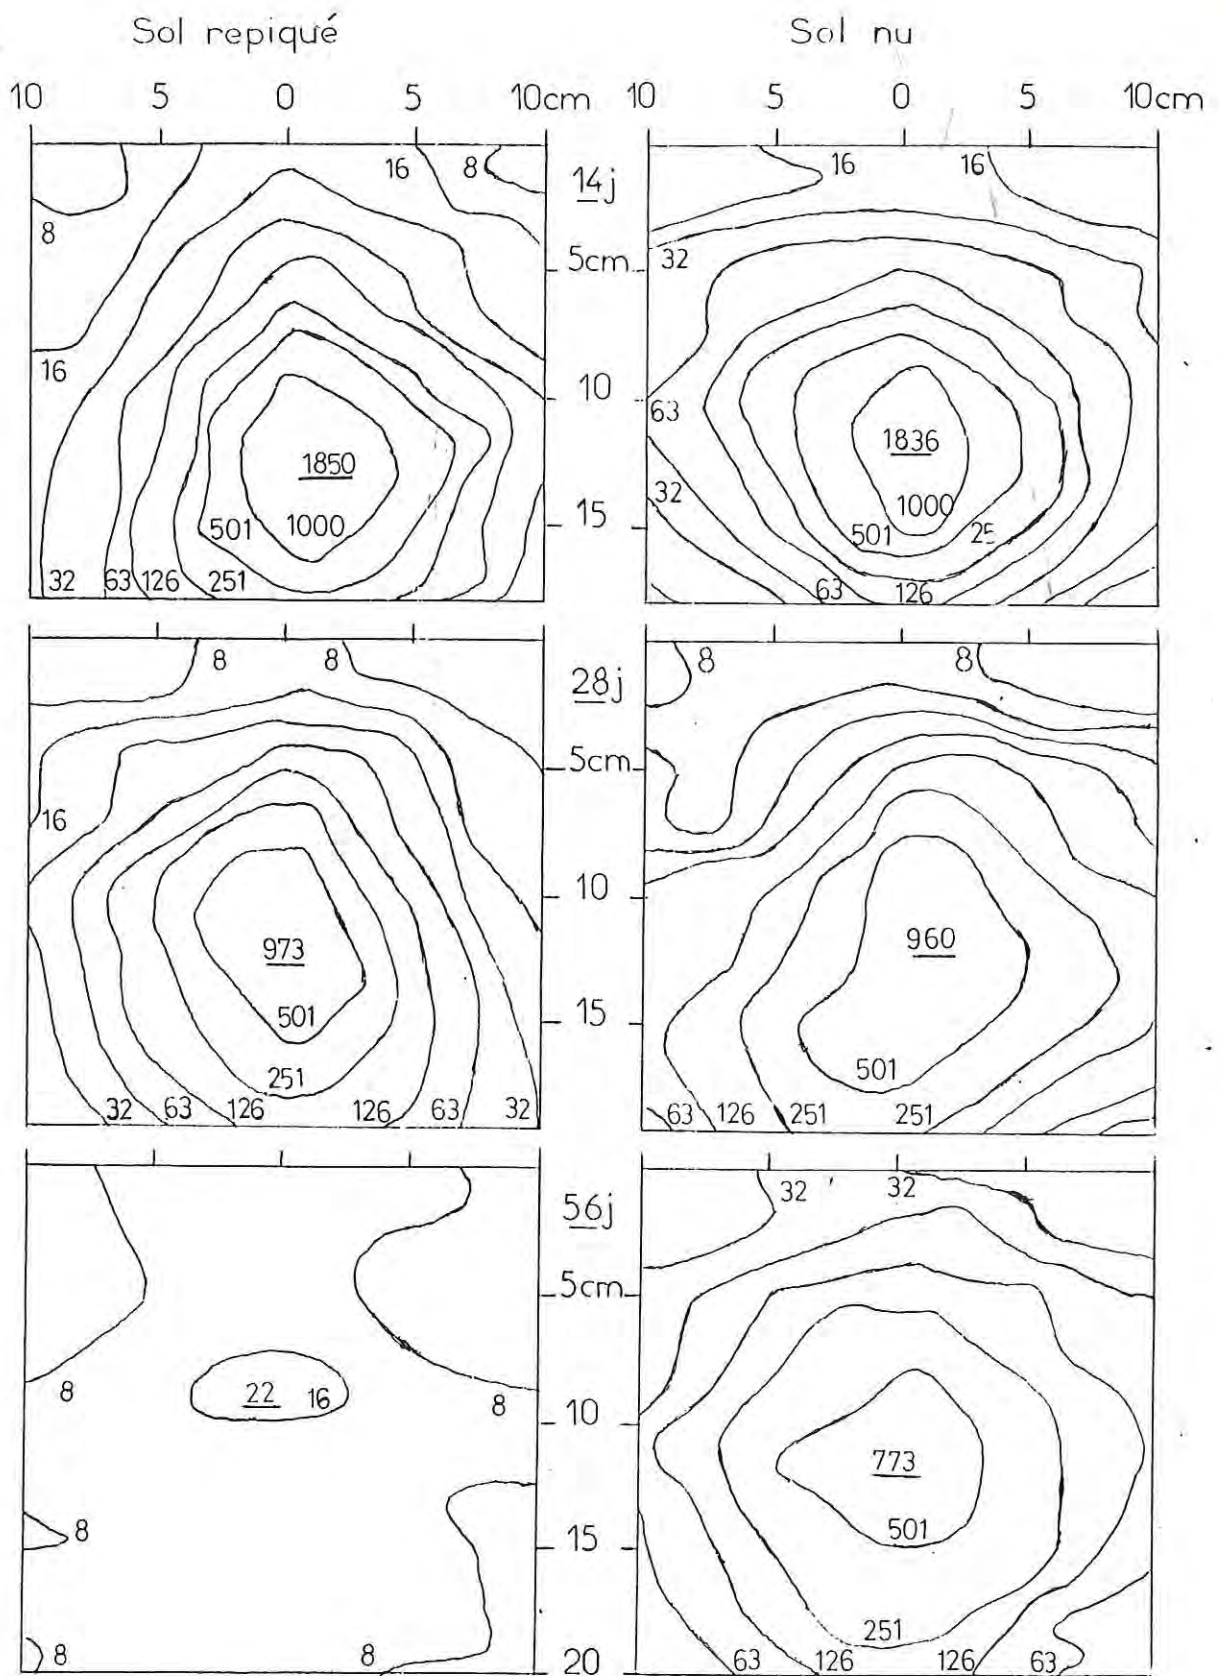 Sol repiqué Sol nu
10 5 0 5 10cm 10 5 0 5 10cm
16 8 14j 16 16
8 5cm 32
16 10 63
1850 1836
32
501 1000 15 501 1000 25
32 63 126 251 63 126
8 8 28j 8 8
5cm
16
10
973 960
501 15
251 501
32 63 126 126 63 32 63 126 251 251
56j 32 32
5cm
8 22 16 8 10
773
8 15 501
251
8 8 20 63 126 126 63